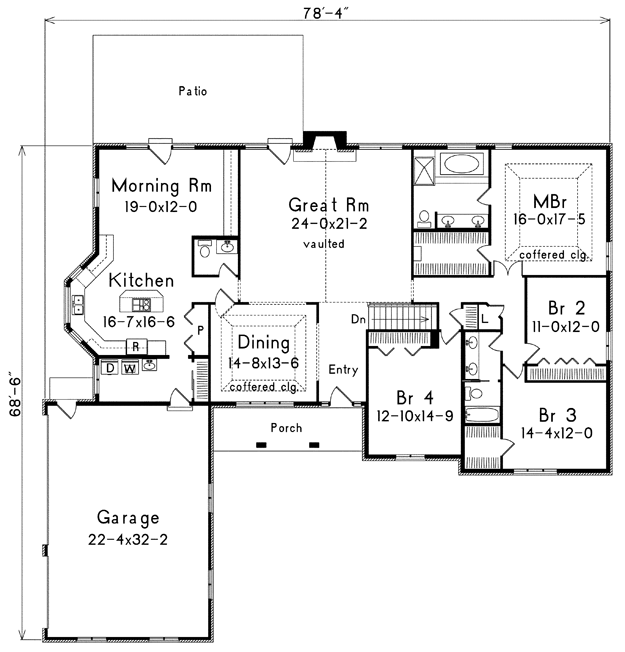 78'-4"
Patio
Morning Rm
19-0x12-0
Great Rm
24-0x21-2
vaulted
MBr
16-0x17-5
coffered clg.
Kitchen
16-7x16-6
R
P
D W
Dining
14-8x13-6
coffered clg.
Entry
Dn
L
Br 2
11-0x12-0
Br 4
12-10x14-9
Br 3
14-4x12-0
Porch
68'-6"
Garage
22-4x32-2